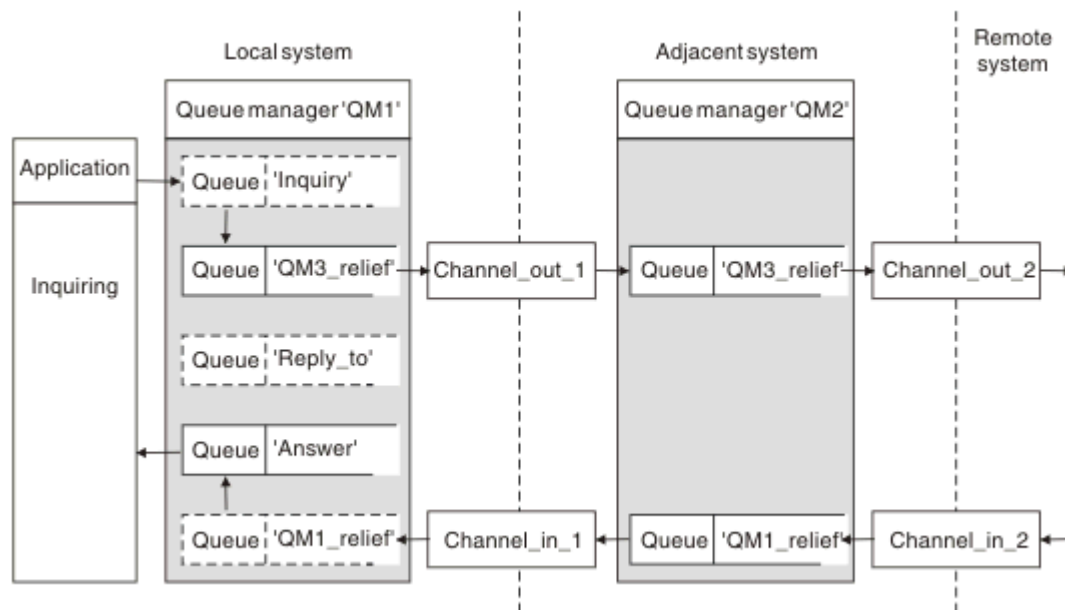 Local system
Adjacent system
Remote
system
Queue manager 'QM1'
Queue manager 'QM2'
Application
Queue 'Inquiry'
Inquiring
Queue 'QM3_relief'
Channel_out_1
Queue 'QM3_relief'
Channel_out_2
Queue 'Reply_to'
Queue 'Answer'
Queue 'QM1_relief'
Channel_in_1
Queue 'QM1_relief'
Channel_in_2